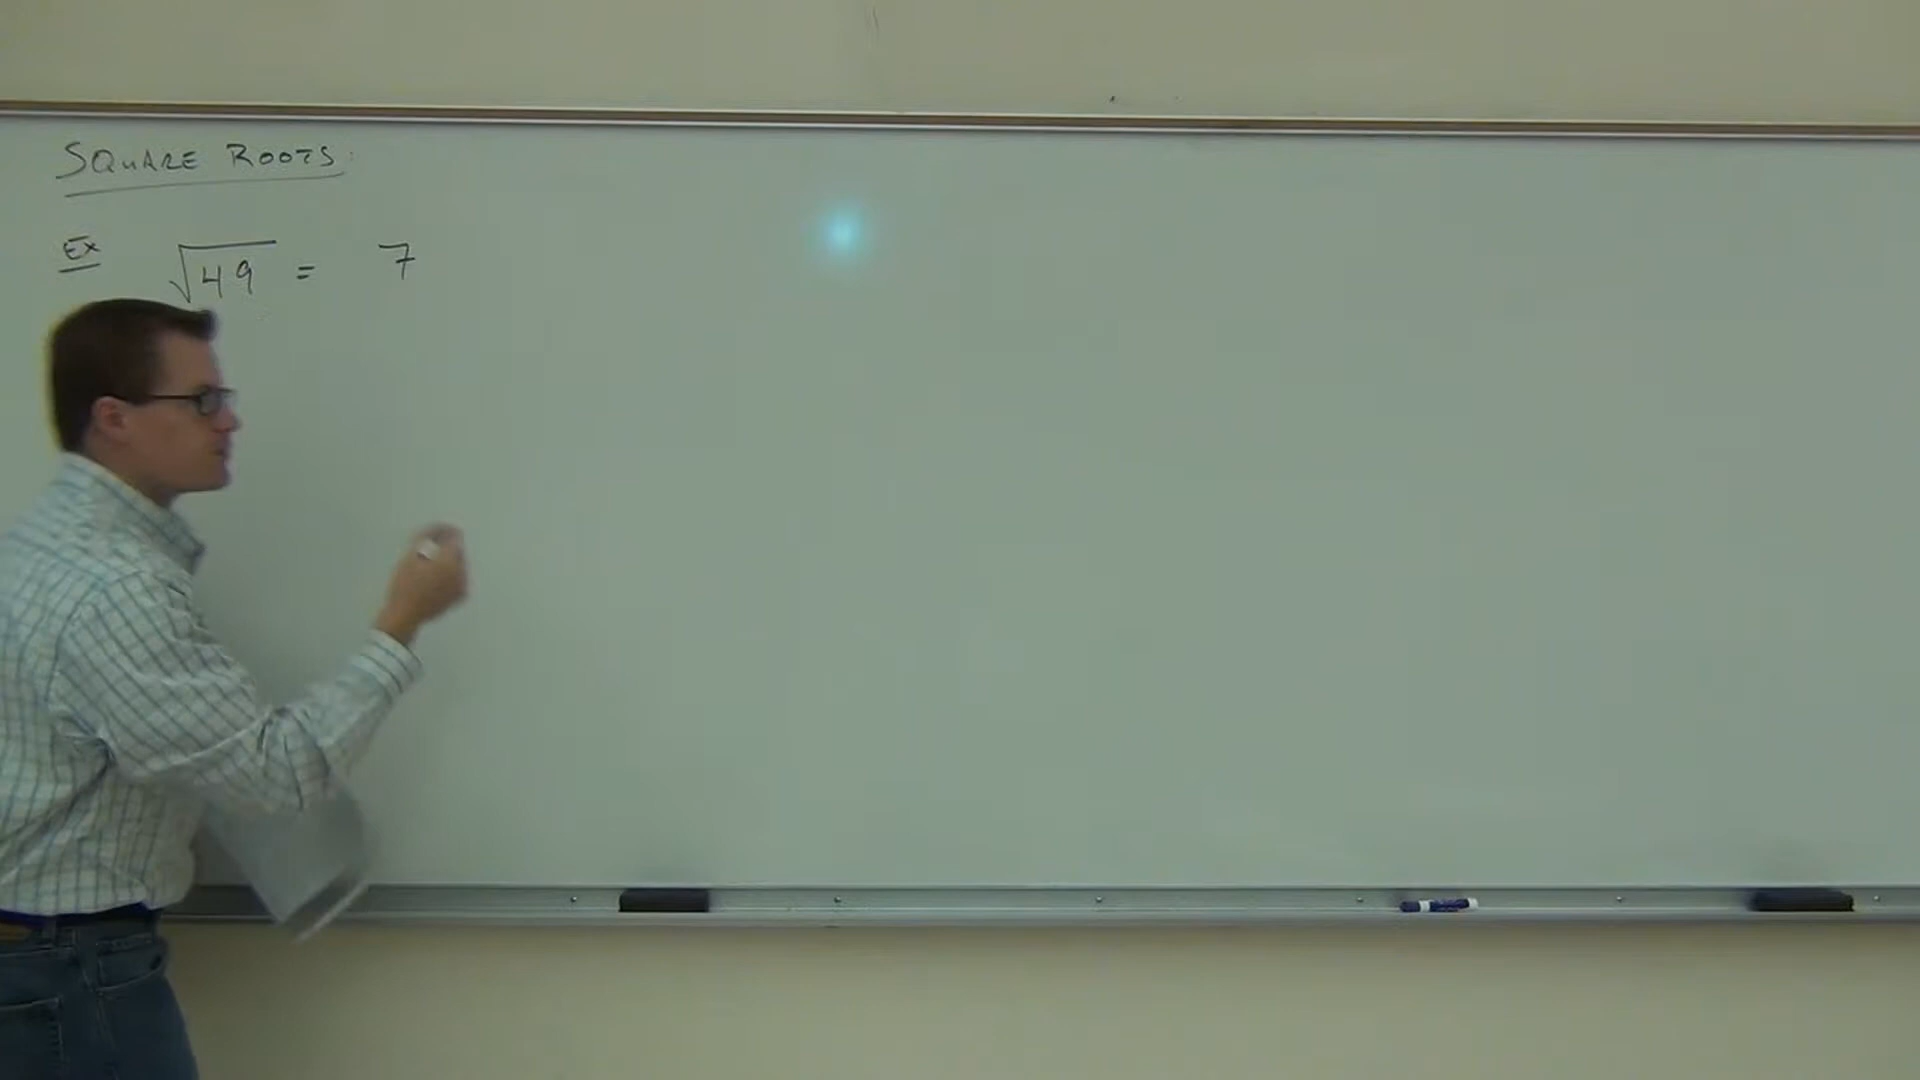 SQUARE ROOTS:
Ex √49 = 7